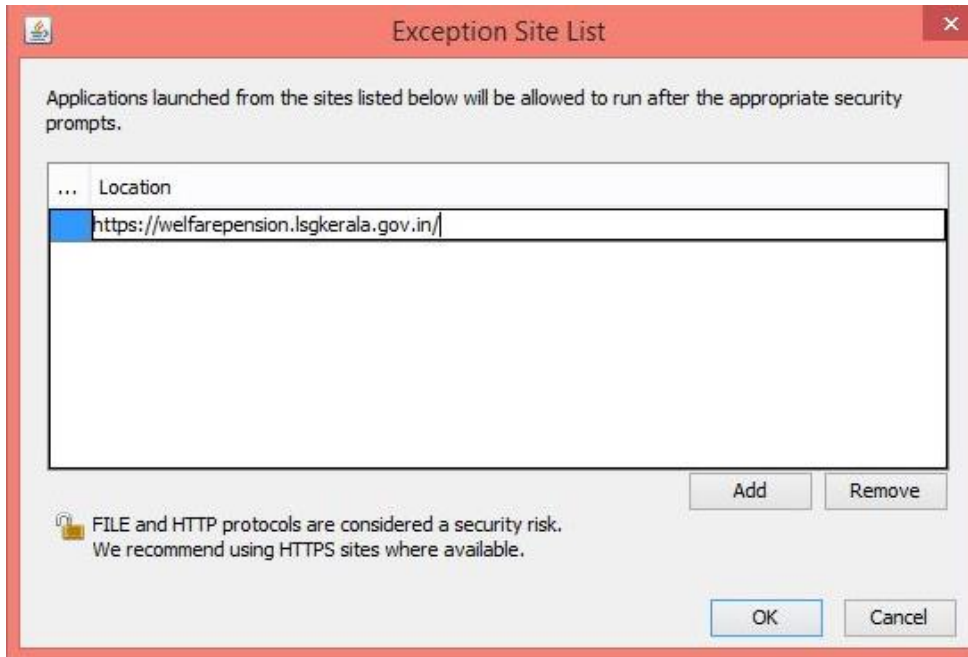 Exception Site List
Applications launched from the sites listed below will be allowed to run after the appropriate security
prompts.
... Location
https://welfarepension.lsgkerala.gov.in/
Add Remove
FILE and HTTP protocols are considered a security risk.
We recommend using HTTPS sites where available.
OK Cancel